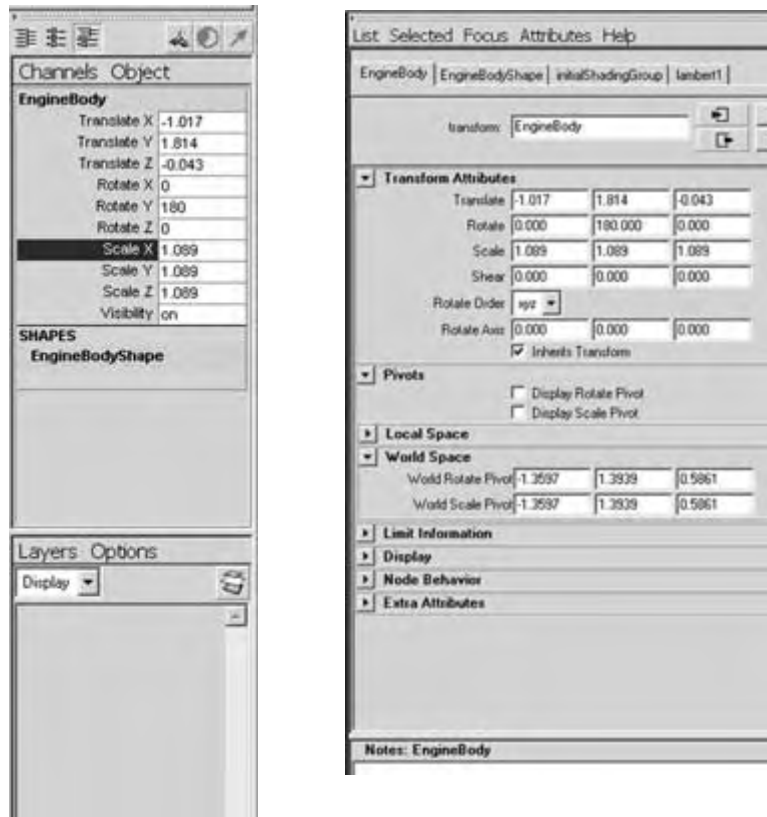 Channels Object
EngineBody
Translate X -1.017
Translate Y 1.814
Translate Z -0.043
Rotate X 0
Rotate Y 180
Rotate Z 0
Scale X 1.089
Scale Y 1.089
Scale Z 1.089
Visibility on
SHAPES
EngineBodyShape
Layers Options
Display
List Selected Focus Attributes Help
EngineBody EngineBodyShape initialShadingGroup lambert1
transform: EngineBody
Transform Attributes
Translate -1.017 1.814 -0.043
Rotate 0.000 180.000 0.000
Scale 1.089 1.089 1.089
Shear 0.000 0.000 0.000
Rotate Order xyz
Rotate Axis 0.000 0.000 0.000
Inherits Transform
Pivots
Display Rotate Pivot
Display Scale Pivot
Local Space
World Space
World Rotate Pivot -1.3597 1.3939 0.5861
World Scale Pivot -1.3597 1.3939 0.5861
Limit Information
Display
Node Behavior
Extra Attributes
Notes: EngineBody